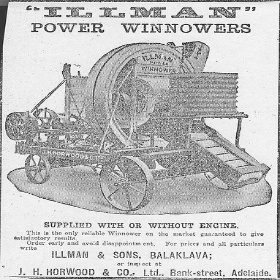 "ILLMAN"
POWER WINNOWERS
ILLMAN
WINNOWER
SUPPLIED WITH OR WITHOUT ENGINE.
This is the only reliable Winnower on the market guaranteed to give
satisfactory results.
Order early and avoid disappointment. For prices and all particulars
write
ILLMAN & SONS, BALAKLAVA;
or inspect at
J. H. HORWOOD & CO., Ltd., Bank-street, Adelaide.